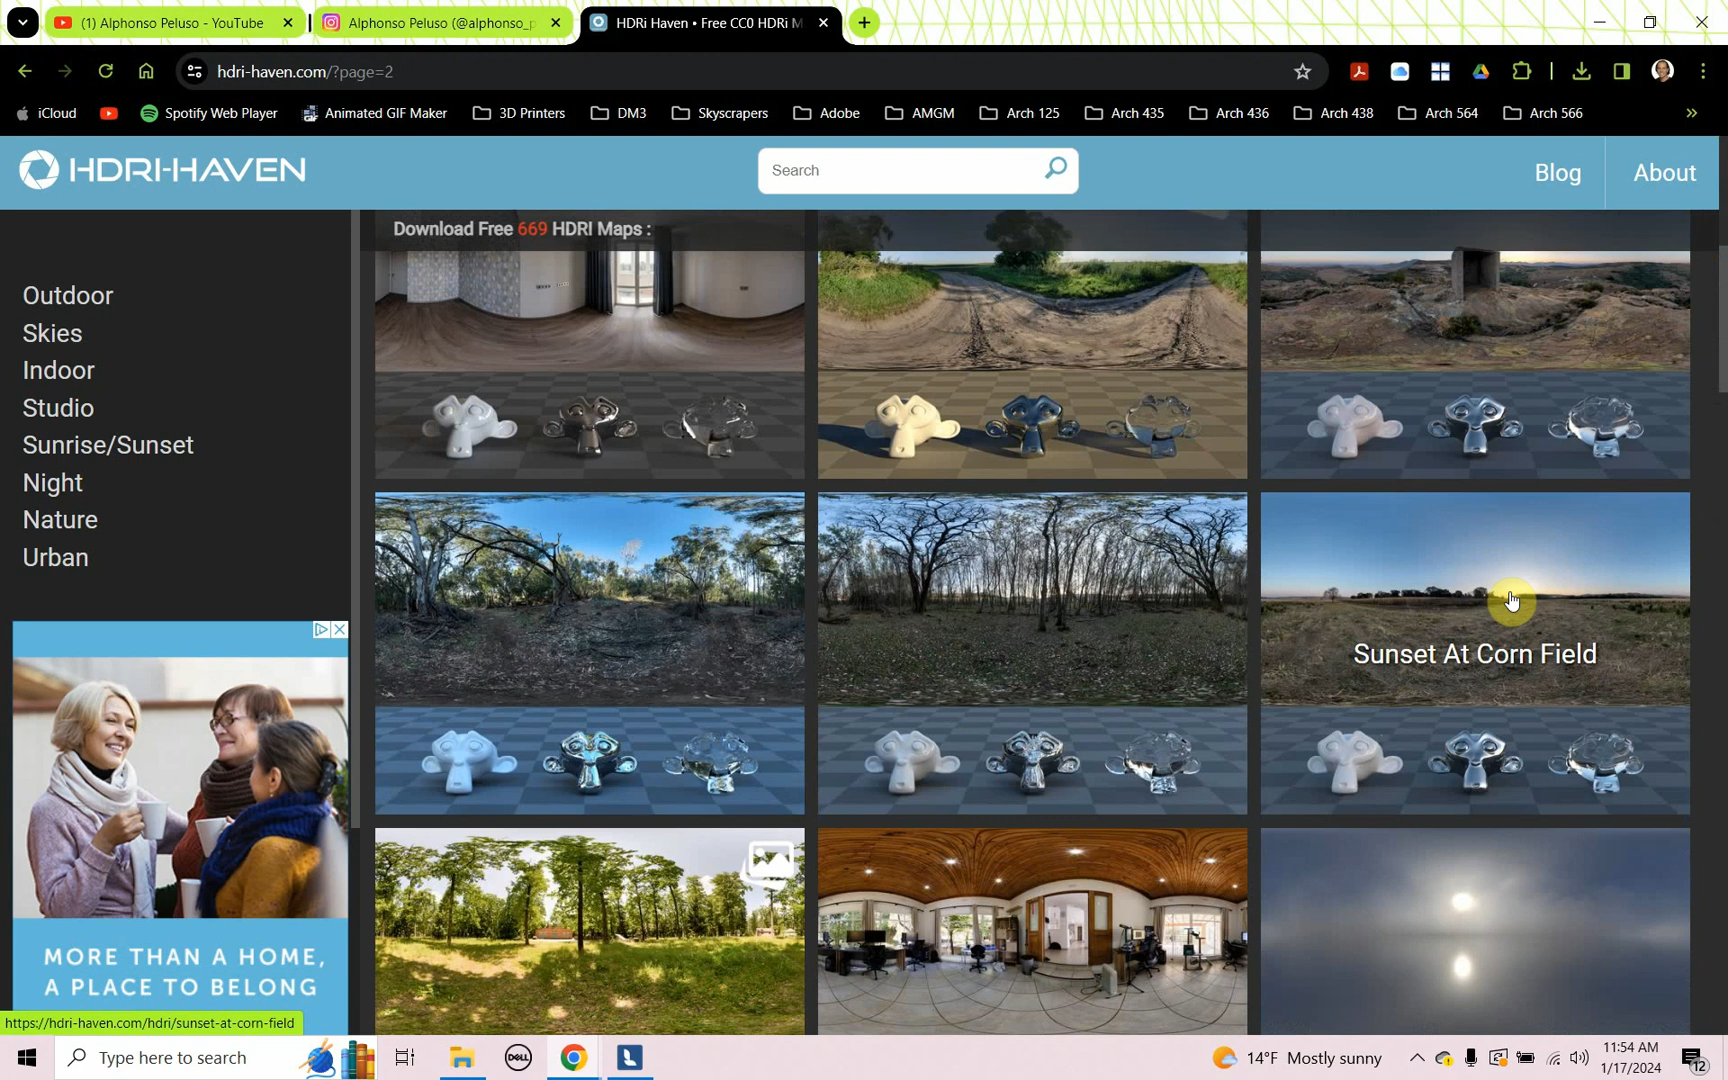 (1) Alphonso Peluso - YouTube
Alphonso Peluso (@alphonso_p
HDRi Haven • Free CC0 HDRi M
hdri-haven.com/?page=2
iCloud
Spotify Web Player
Animated GIF Maker
3D Printers
DM3
Skyscrapers
Adobe
AMGM
Arch 125
Arch 435
Arch 436
Arch 438
Arch 564
Arch 566
»
HDRI-HAVEN
Search
Blog
About
Download Free 669 HDRI Maps :
Outdoor
Skies
Indoor
Studio
Sunrise/Sunset
Night
Nature
Urban
Sunset At Corn Field
MORE THAN A HOME,
A PLACE TO BELONG
https://hdri-haven.com/hdri/sunset-at-corn-field
Type here to search
DELL
L
14°F Mostly sunny
11:54 AM
1/17/2024
12